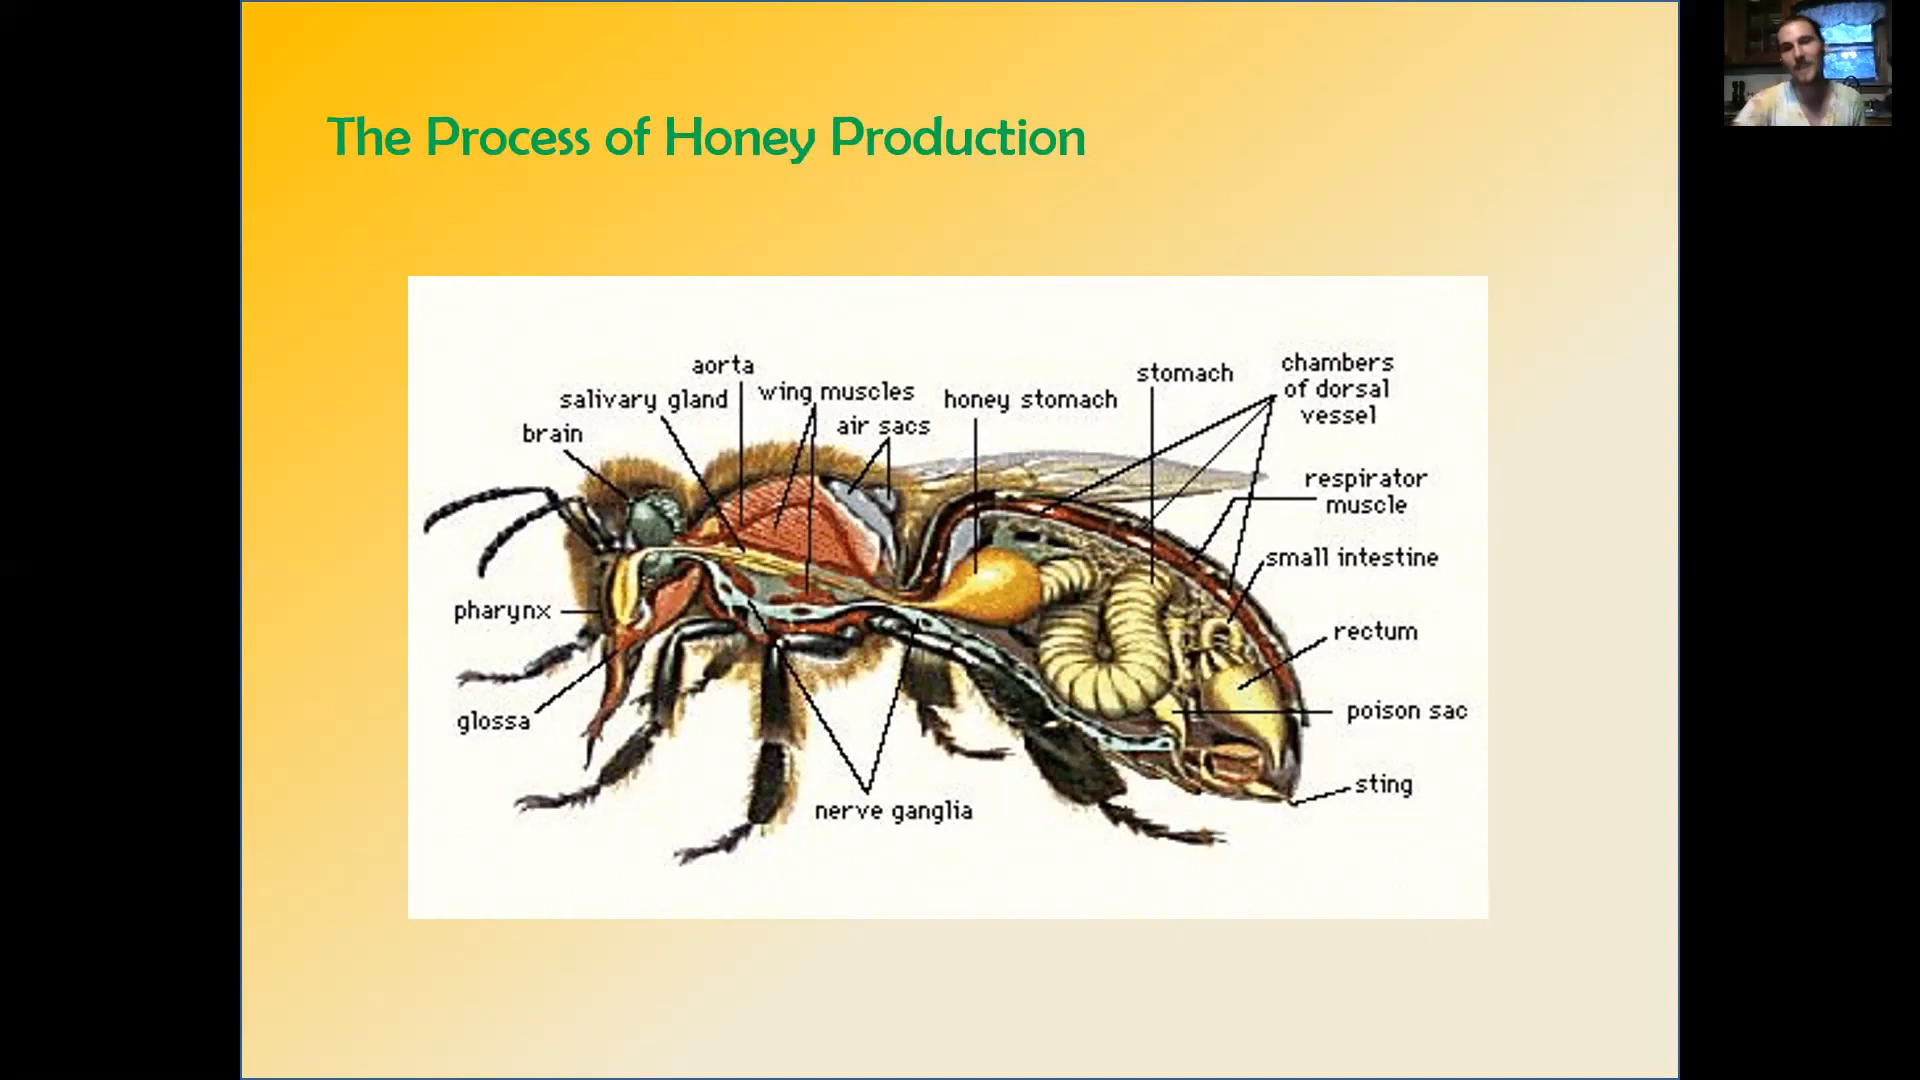 The Process of Honey Production
aorta
stomach
chambers
of dorsal
vessel
salivary gland
wing muscles
honey stomach
air sacs
brain
respirator
muscle
small intestine
pharynx
rectum
glossa
poison sac
sting
nerve ganglia